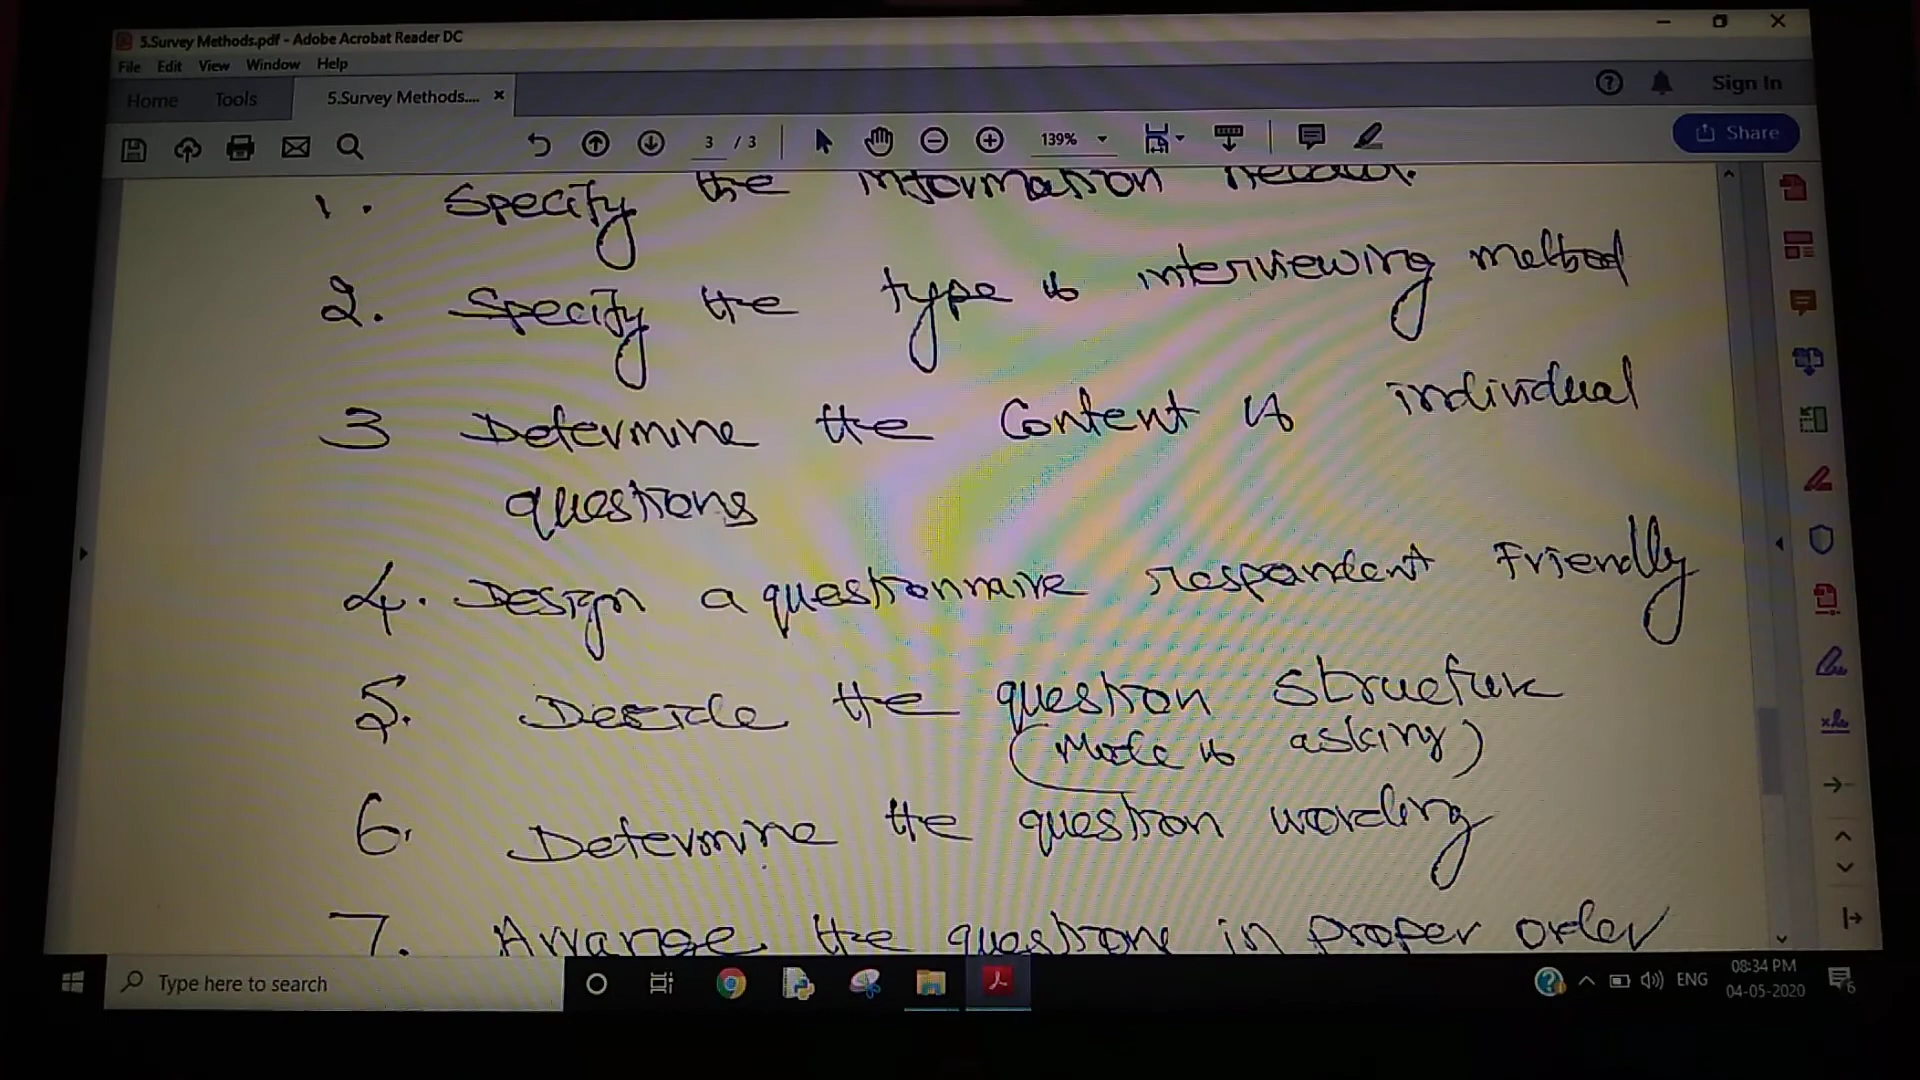 5.Survey Methods.pdf - Adobe Acrobat Reader DC
File Edit View Window Help
Home Tools 5.Survey Methods.... × Sign In
3 / 3 139% Share
1. Specify the information needed.
2. Specify the type of interviewing method
3 Determine the Content of individual
questions
4. Design a questionnaire respondent Friendly
5. Deside the question structure
(Mode of asking)
6. Determine the question wording
7. Arrange the questions in proper order
Type here to search
ENG 08:34 PM
04-05-2020 6